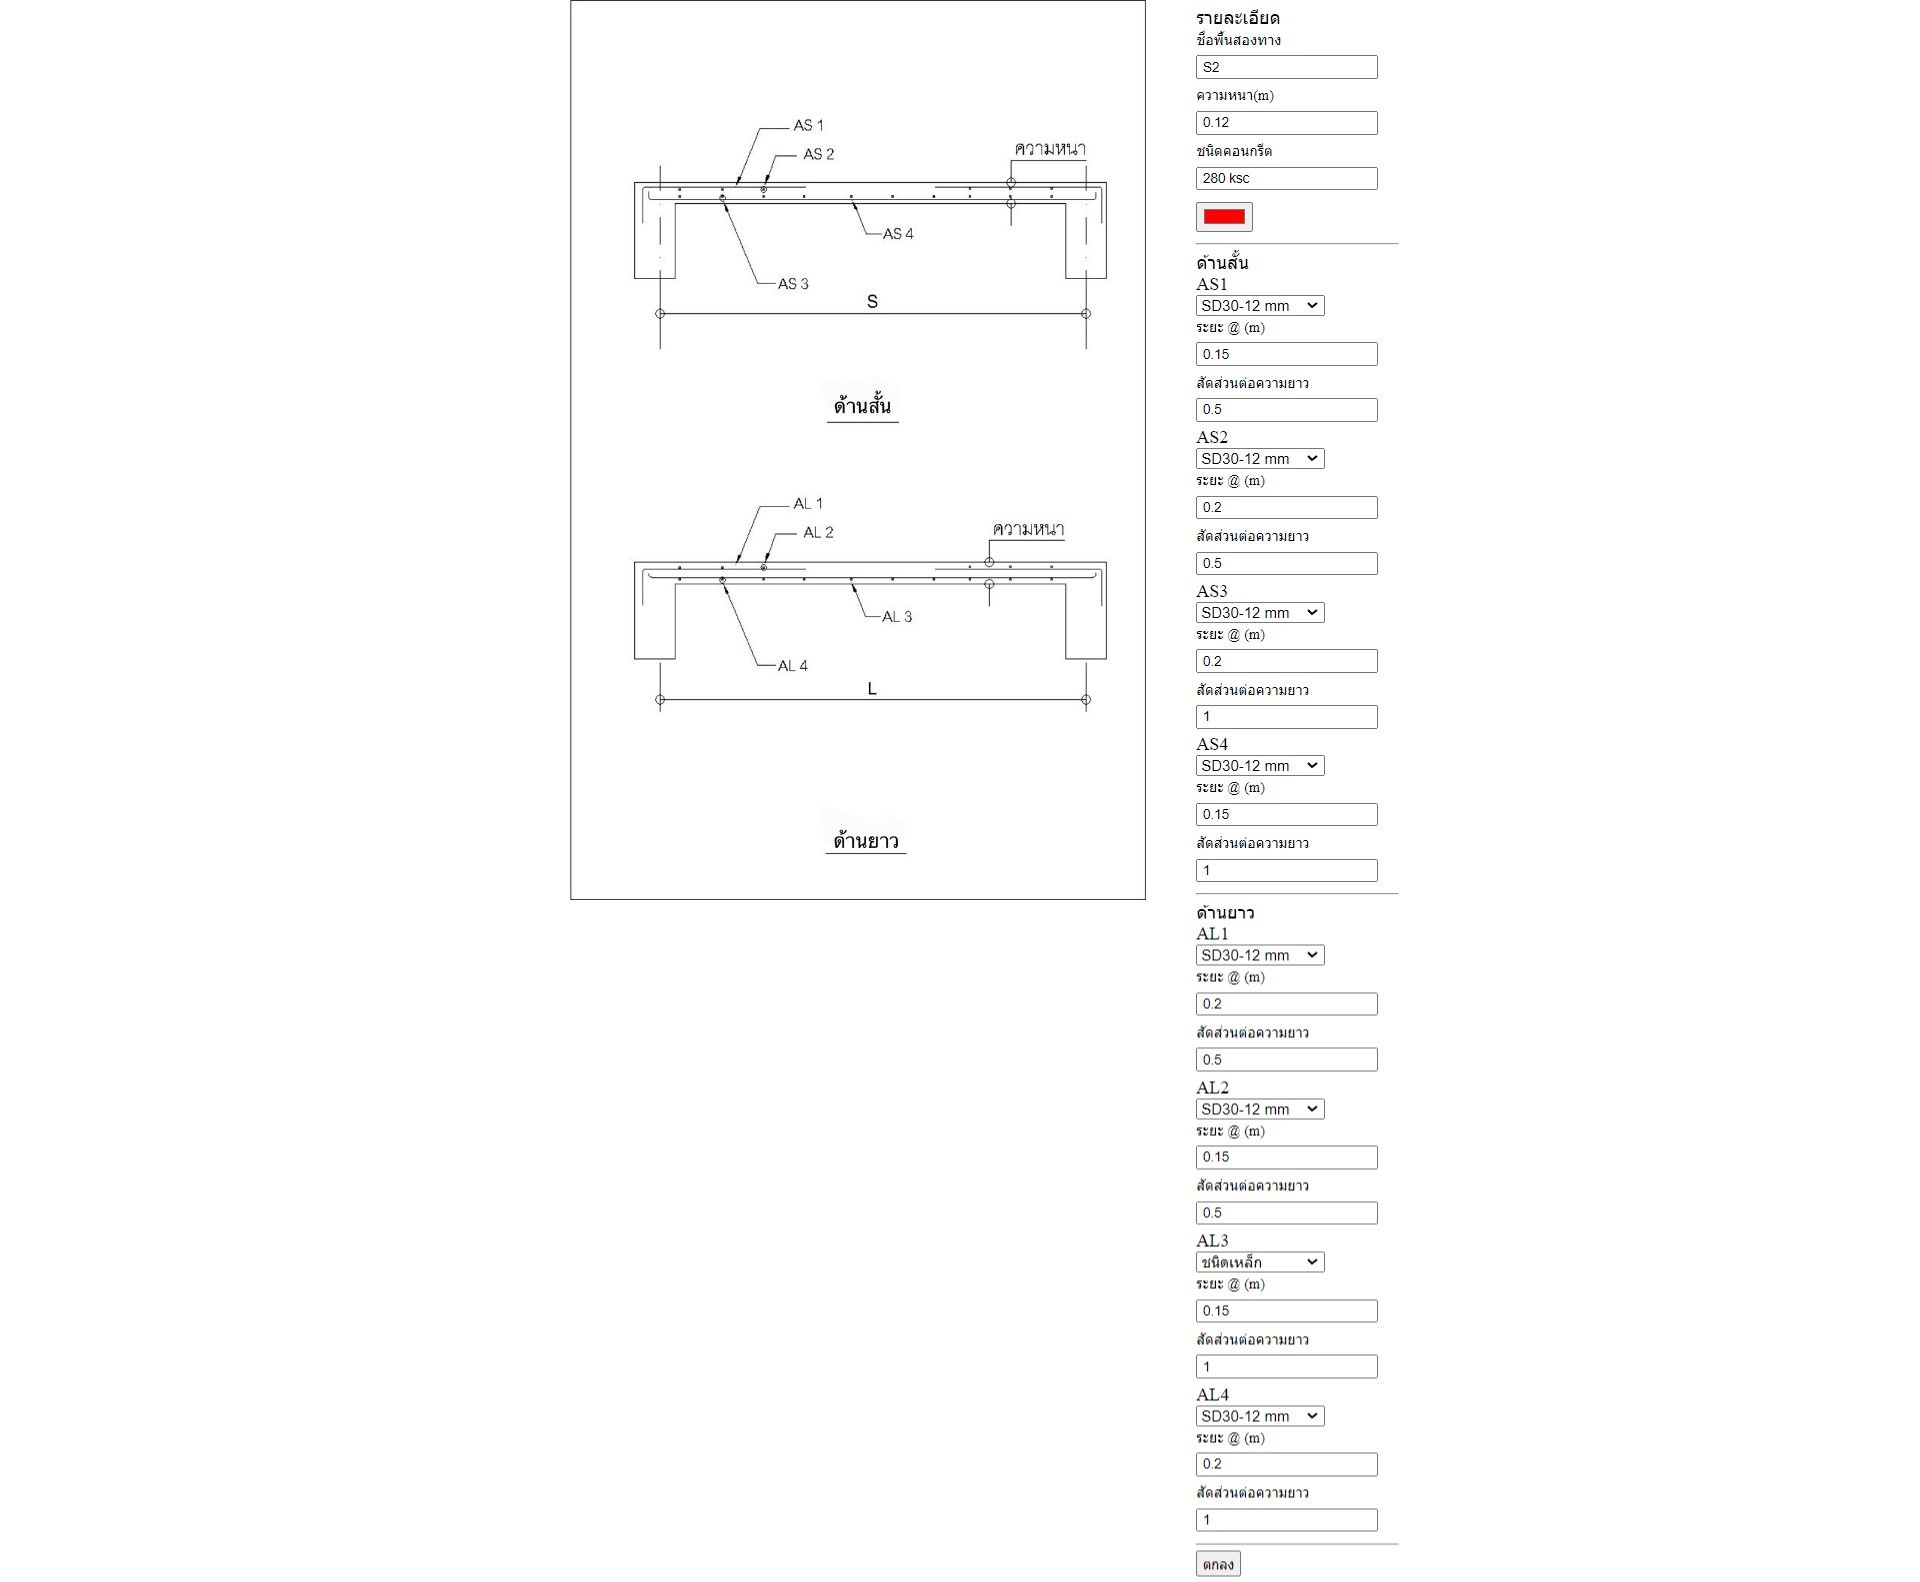 AS 1
AS 2
ความหนา
AS 4
AS 3
S
ด้านสั้น
AL 1
AL 2
ความหนา
AL 3
AL 4
L
ด้านยาว
รายละเอียด
ชื่อพื้นสองทาง
S2
ความหนา(m)
0.12
ชนิดคอนกรีต
280 ksc
ด้านสั้น
AS1
SD30-12 mm
ระยะ @ (m)
0.15
สัดส่วนต่อความยาว
0.5
AS2
SD30-12 mm
ระยะ @ (m)
0.2
สัดส่วนต่อความยาว
0.5
AS3
SD30-12 mm
ระยะ @ (m)
0.2
สัดส่วนต่อความยาว
1
AS4
SD30-12 mm
ระยะ @ (m)
0.15
สัดส่วนต่อความยาว
1
ด้านยาว
AL1
SD30-12 mm
ระยะ @ (m)
0.2
สัดส่วนต่อความยาว
0.5
AL2
SD30-12 mm
ระยะ @ (m)
0.15
สัดส่วนต่อความยาว
0.5
AL3
ชนิดเหล็ก
ระยะ @ (m)
0.15
สัดส่วนต่อความยาว
1
AL4
SD30-12 mm
ระยะ @ (m)
0.2
สัดส่วนต่อความยาว
1
ตกลง